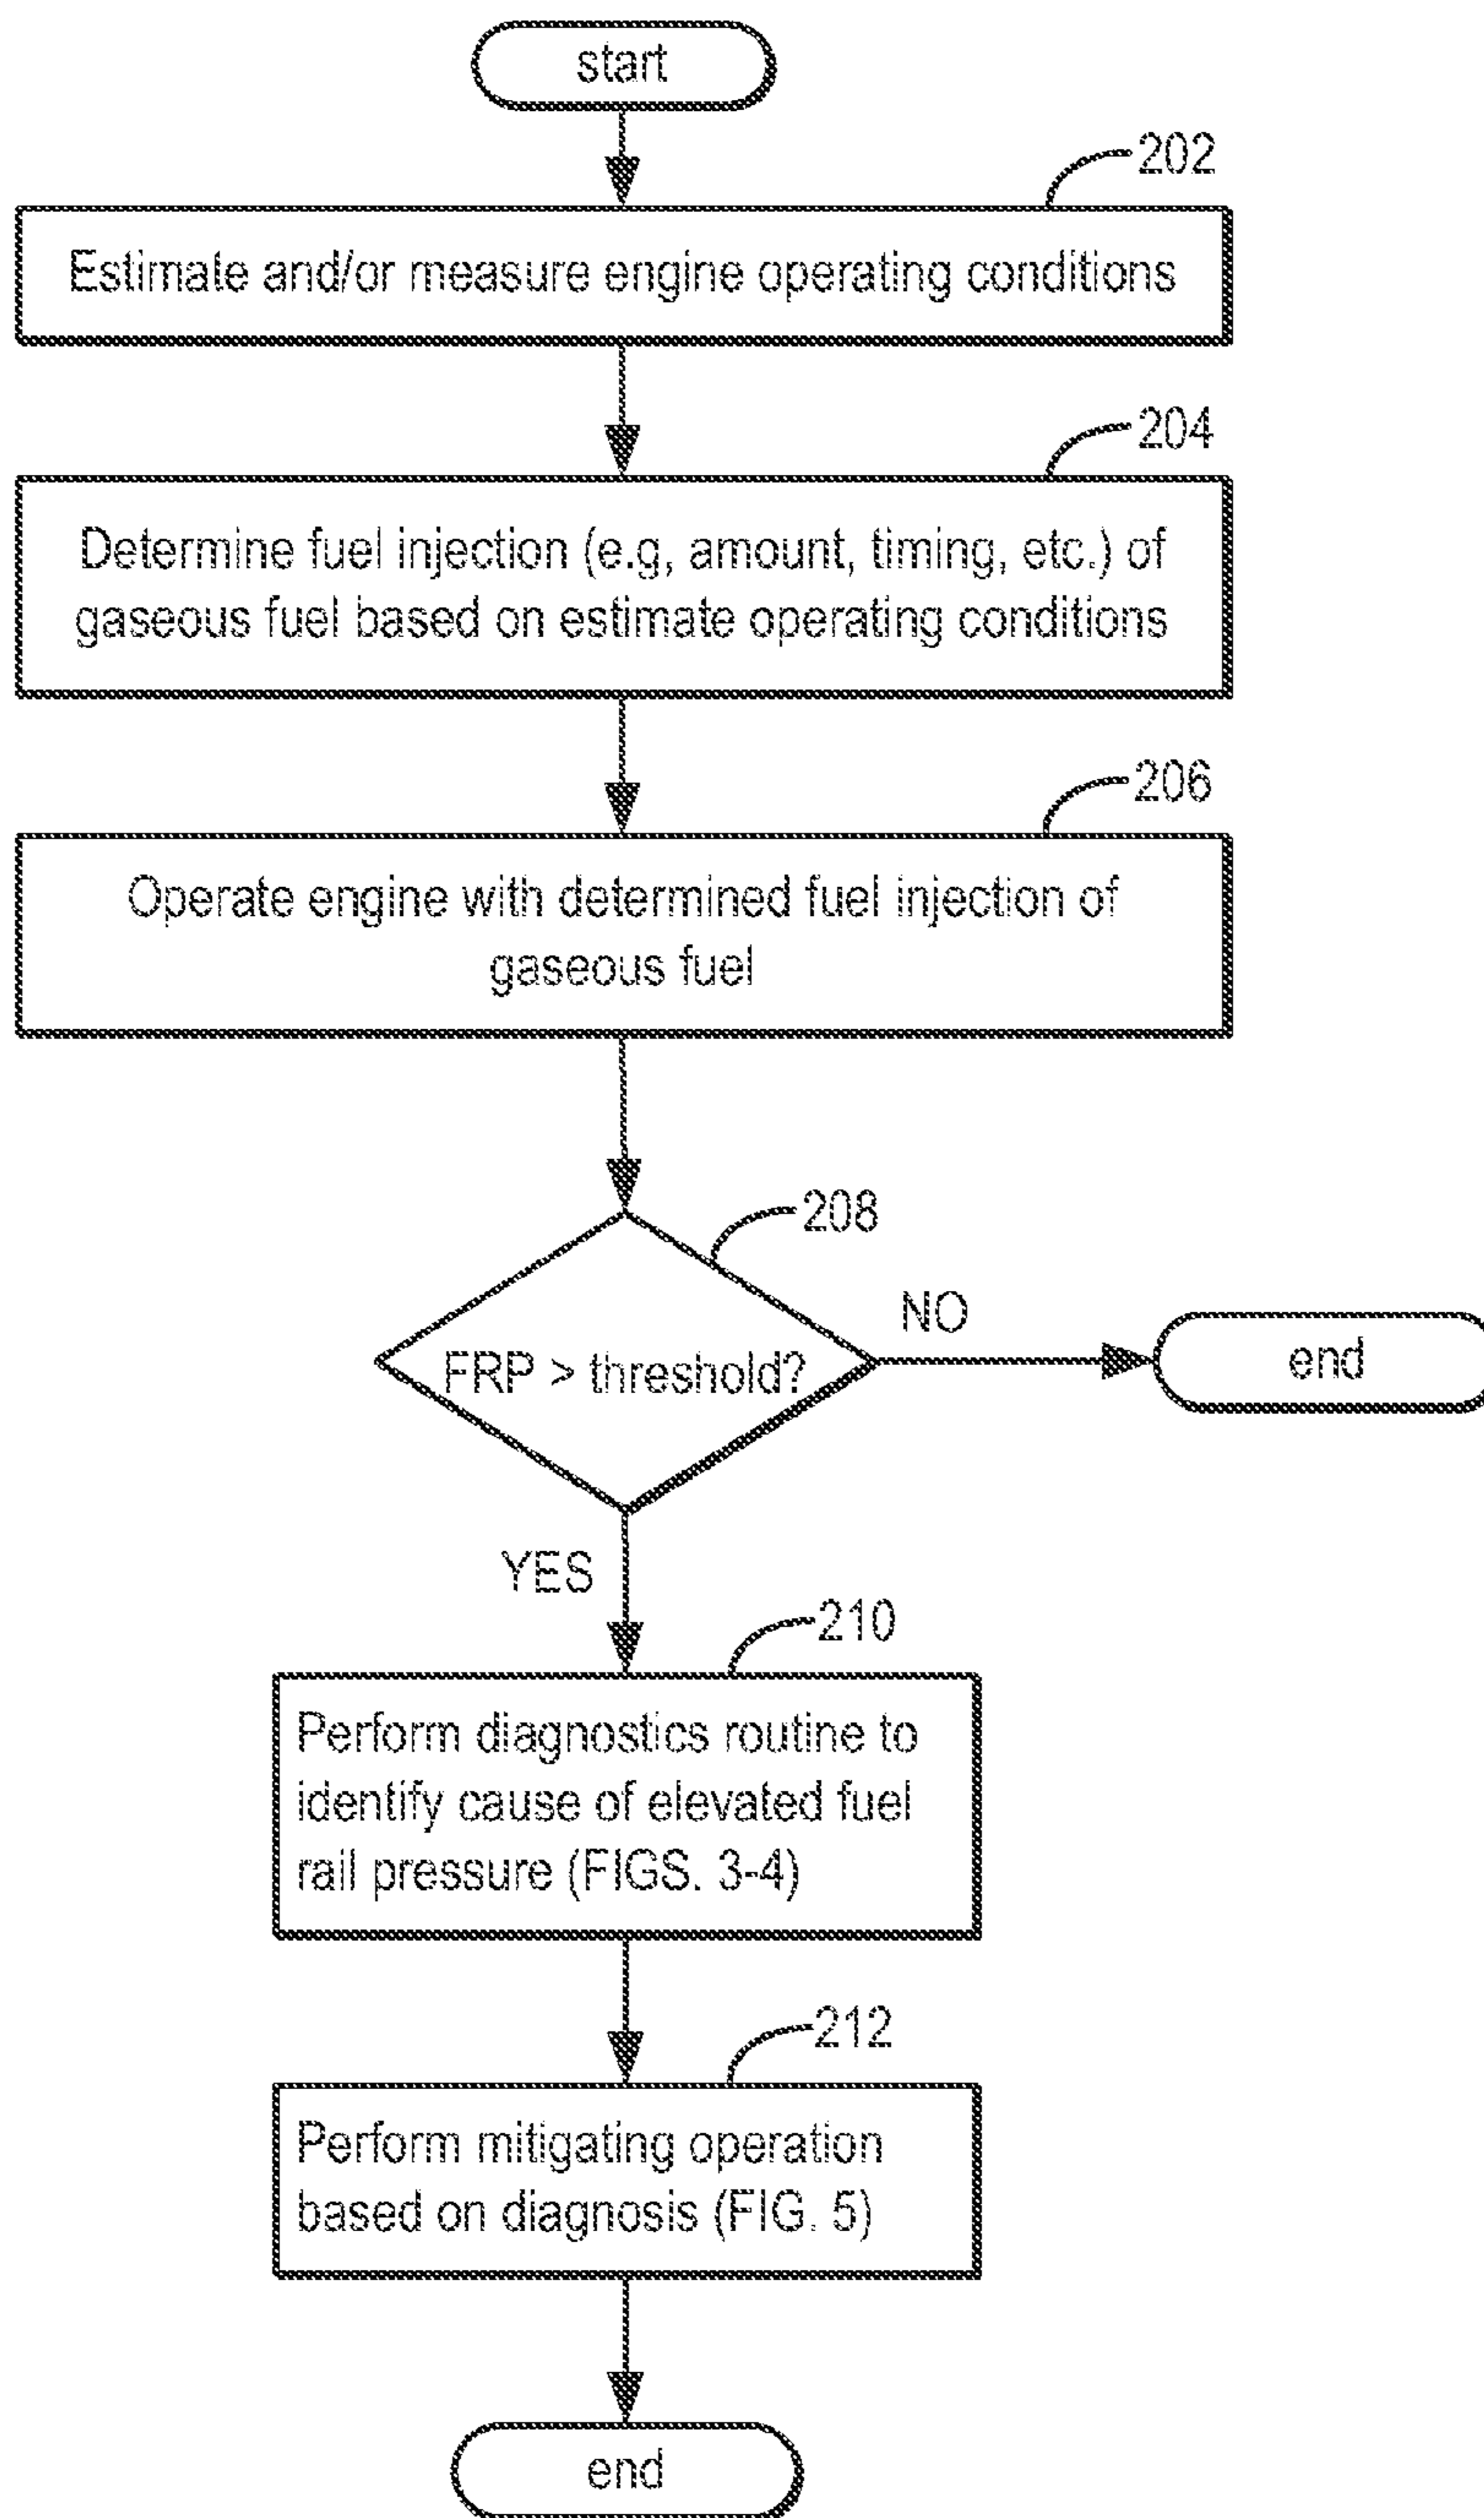 start
202
Estimate and/or measure engine operating conditions
204
Determine fuel injection (e.g, amount, timing, etc.) of
gaseous fuel based on estimate operating conditions
206
Operate engine with determined fuel injection of
gaseous fuel
208
FRP > threshold?
NO
end
YES
210
Perform diagnostics routine to
identify cause of elevated fuel
rail pressure (FIGS. 3-4)
212
Perform mitigating operation
based on diagnosis (FIG. 5)
end